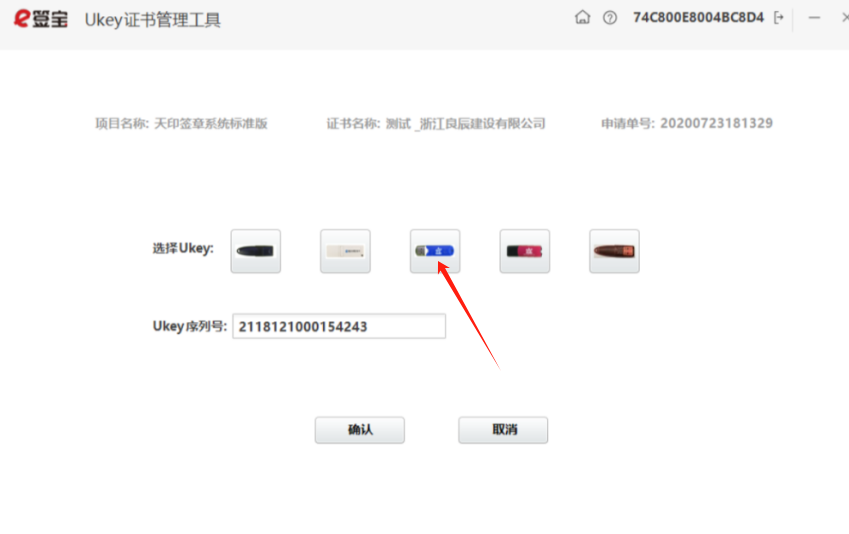 e签宝 Ukey证书管理工具 74C800E8004BC8D4
项目名称: 天印签章系统标准版 证书名称: 测试 _浙江良辰建设有限公司 申请单号: 20200723181329
选择Ukey:
Ukey序列号: 2118121000154243
确认 取消